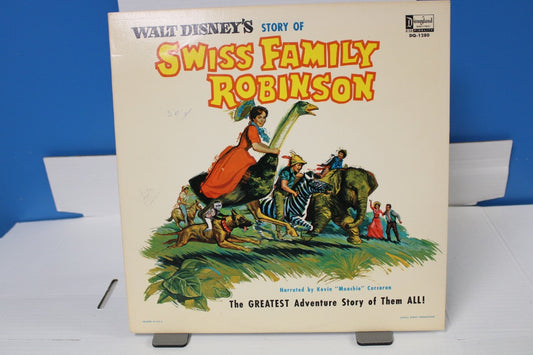 WALT DISNEY'S STORY OF
SWISS FAMILY
ROBINSON
Disneyland
DQ-1280
Narrated by Kevin "Moochie" Corcoran
The GREATEST Adventure Story of Them ALL!